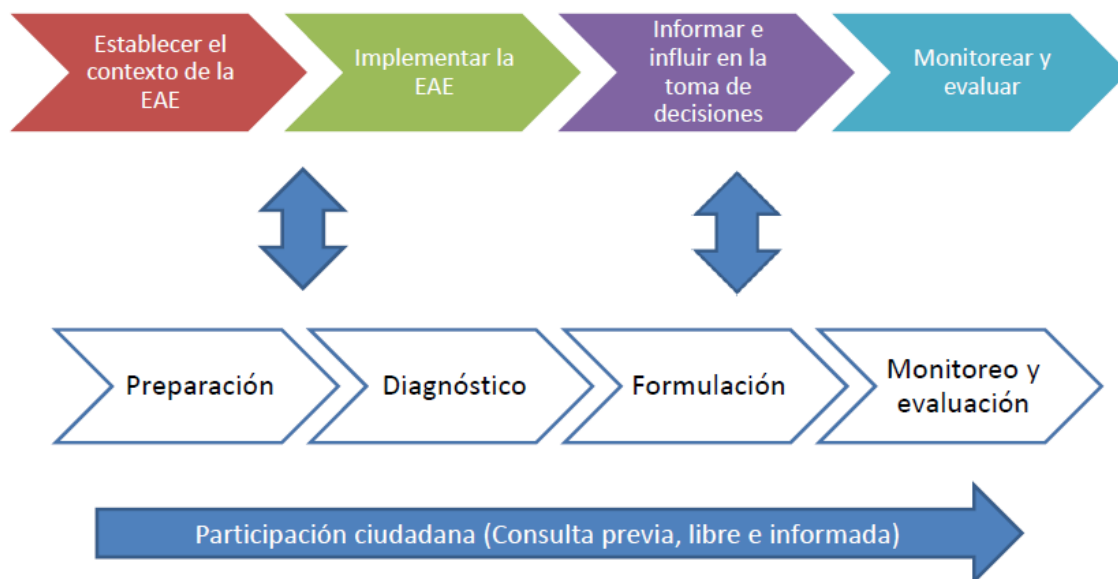 Establecer el
contexto de la
EAE
Implementar la
EAE
Informar e
influir en la
toma de
decisiones
Monitorear y
evaluar
Preparación
Diagnóstico
Formulación
Monitoreo y
evaluación
Participación ciudadana (Consulta previa, libre e informada)